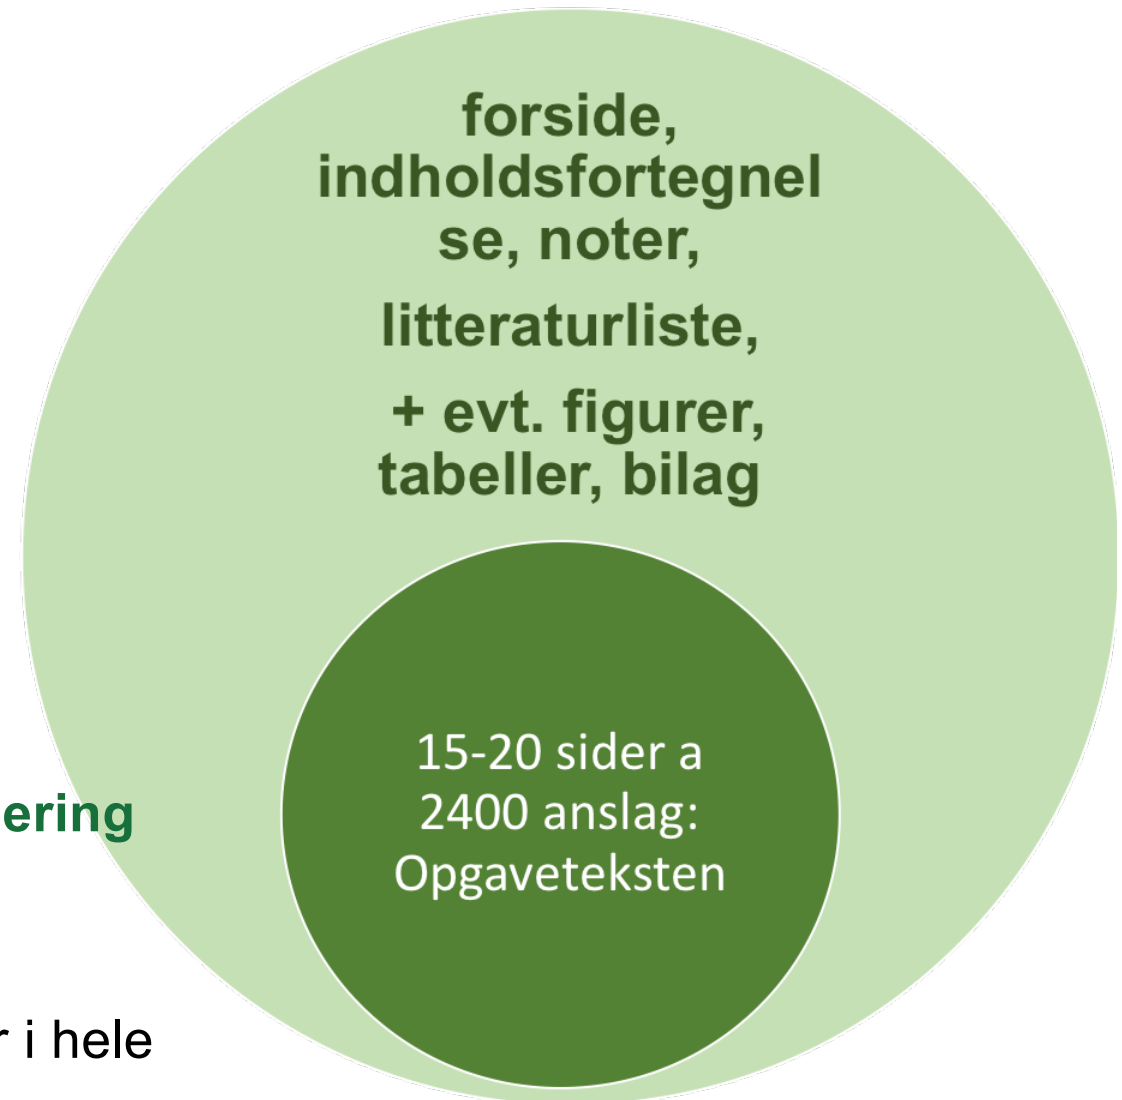 forside,
indholdsfortegnel
se, noter,
litteraturliste,
+ evt. figurer,
tabeller, bilag
15-20 sider a
2400 anslag:
Opgaveteksten
ering
r i hele